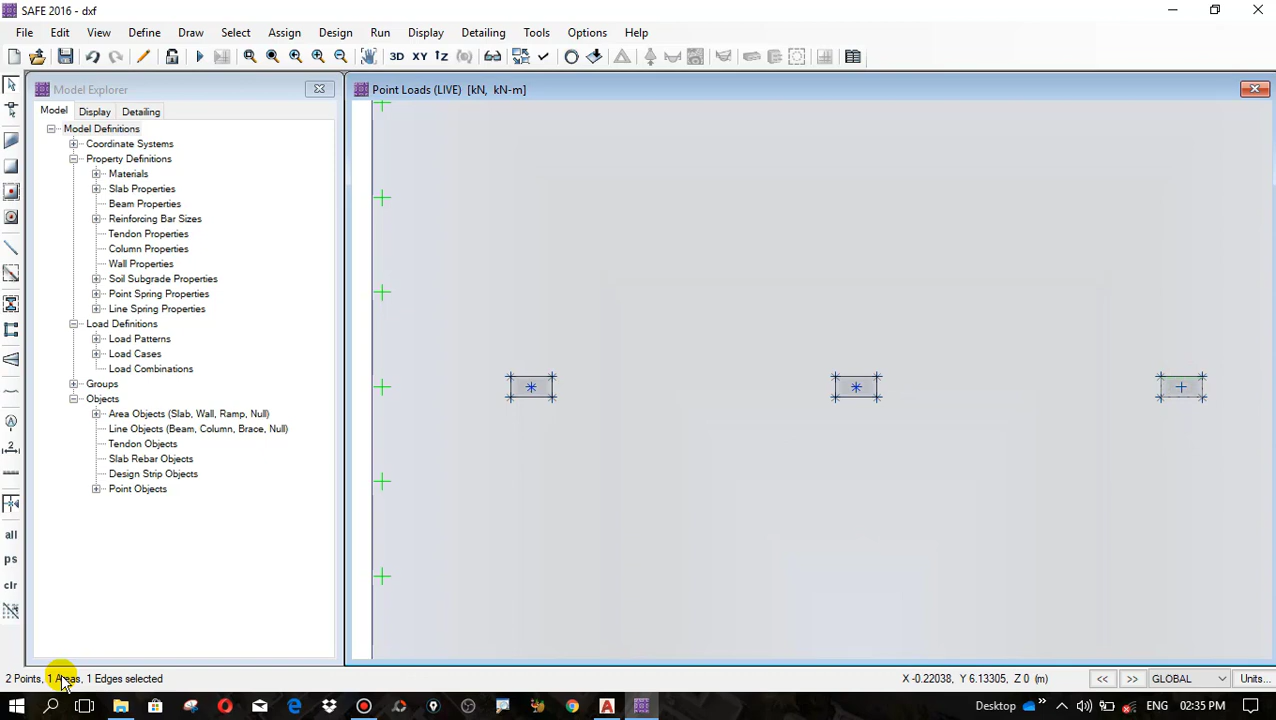 SAFE 2016 - dxf
File Edit View Define Draw Select Assign Design Run Display Detailing Tools Options Help
3D XY
Model Explorer
Point Loads (LIVE) [kN, kN-m]
Model Display Detailing
Model Definitions
Coordinate Systems
Property Definitions
Materials
Slab Properties
Beam Properties
Reinforcing Bar Sizes
Tendon Properties
Column Properties
Wall Properties
Soil Subgrade Properties
Point Spring Properties
Line Spring Properties
Load Definitions
Load Patterns
Load Cases
Load Combinations
Groups
Objects
Area Objects (Slab, Wall, Ramp, Null)
Line Objects (Beam, Column, Brace, Null)
Tendon Objects
Slab Rebar Objects
Design Strip Objects
Point Objects
all
ps
clr
2 Points, 1 Areas, 1 Edges selected
X -0.22038, Y 6.13305, Z 0 (m)
<< >> GLOBAL Units...
Desktop ENG 02:35 PM